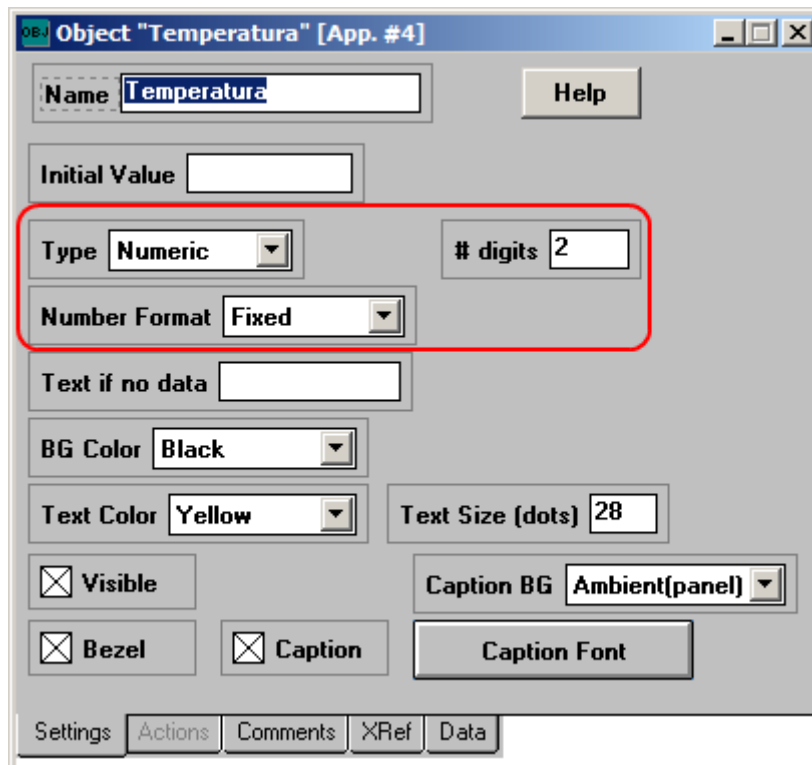 OBJ Object "Temperatura" [App. #4]
Name Temperatura Help
Initial Value
Type Numeric # digits 2
Number Format Fixed
Text if no data
BG Color Black
Text Color Yellow Text Size (dots) 28
Visible Caption BG Ambient(panel)
Bezel Caption Caption Font
Settings Actions Comments XRef Data